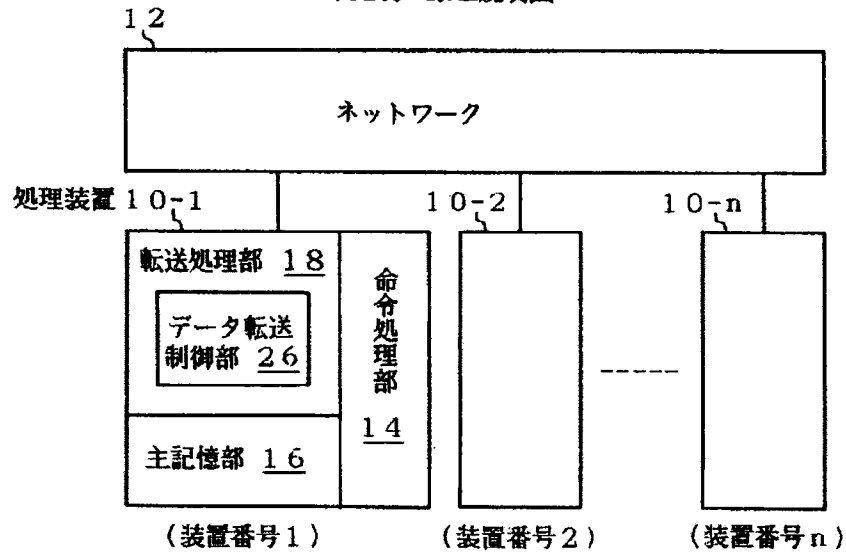 12
ネットワーク
処理装置 10-1
10-2
10-n
転送処理部 18
データ転送
制御部 26
命令処理部 14
主記憶部 16
-----
(装置番号1)
(装置番号2)
(装置番号n)